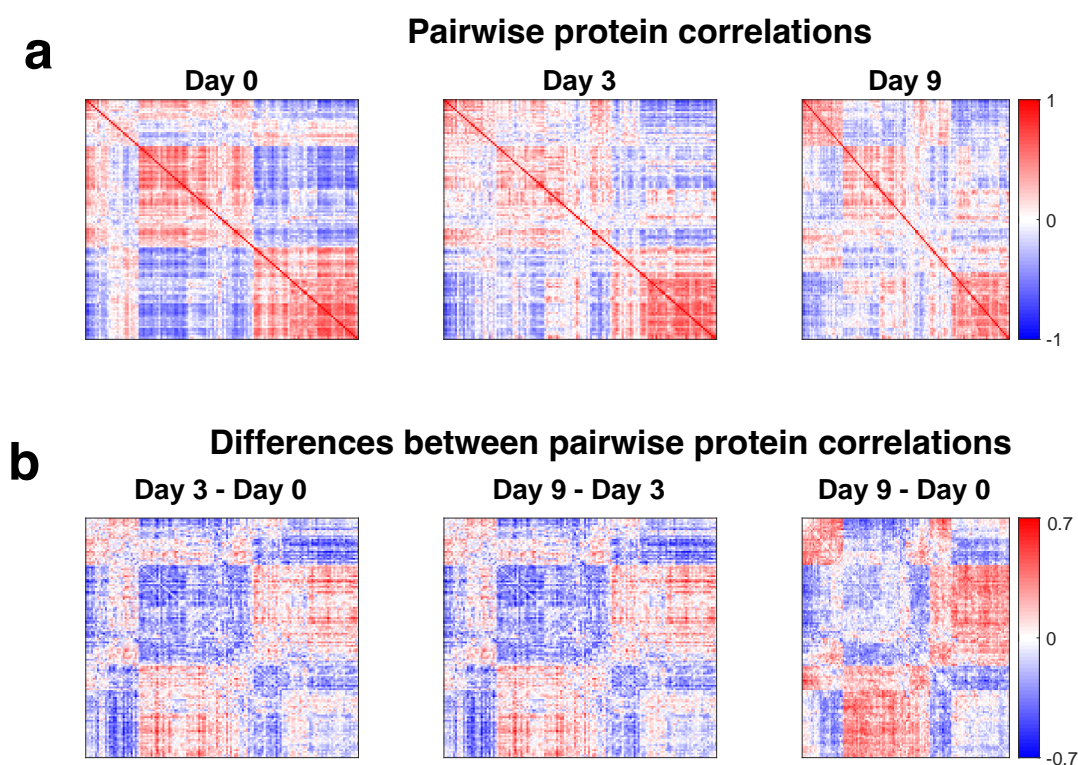 a
Pairwise protein correlations
Day 0
Day 3
Day 9
1
0
-1
b
Differences between pairwise protein correlations
Day 3 - Day 0
Day 9 - Day 3
Day 9 - Day 0
0.7
0
-0.7